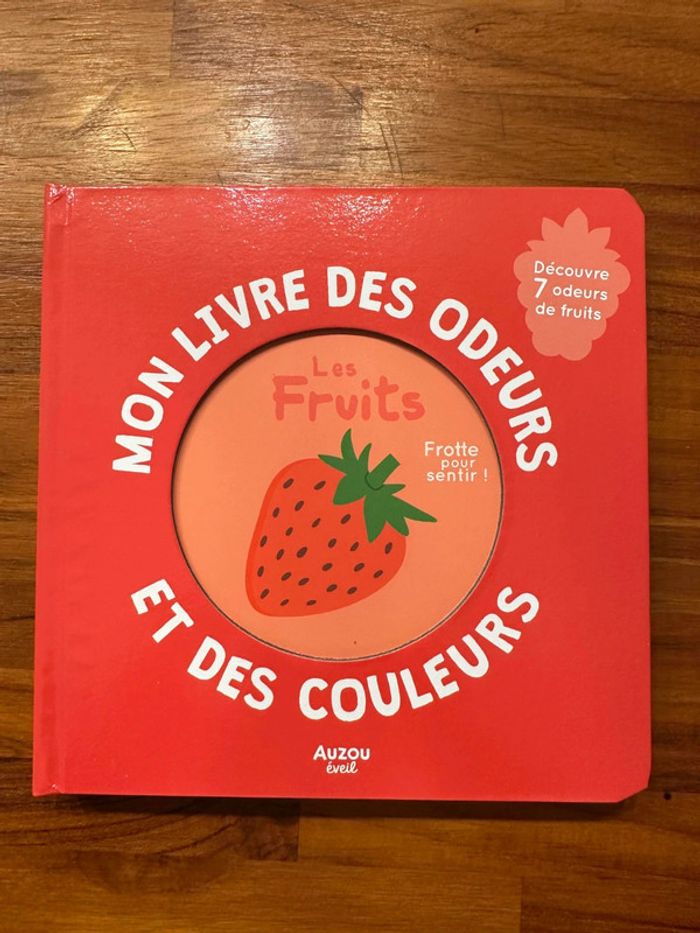 MON LIVRE DES ODEURS
ET DES COULEURS
Découvre
7 odeurs
de fruits
Les
Fruits
Frotte
pour
sentir !
AUZOU
éveil